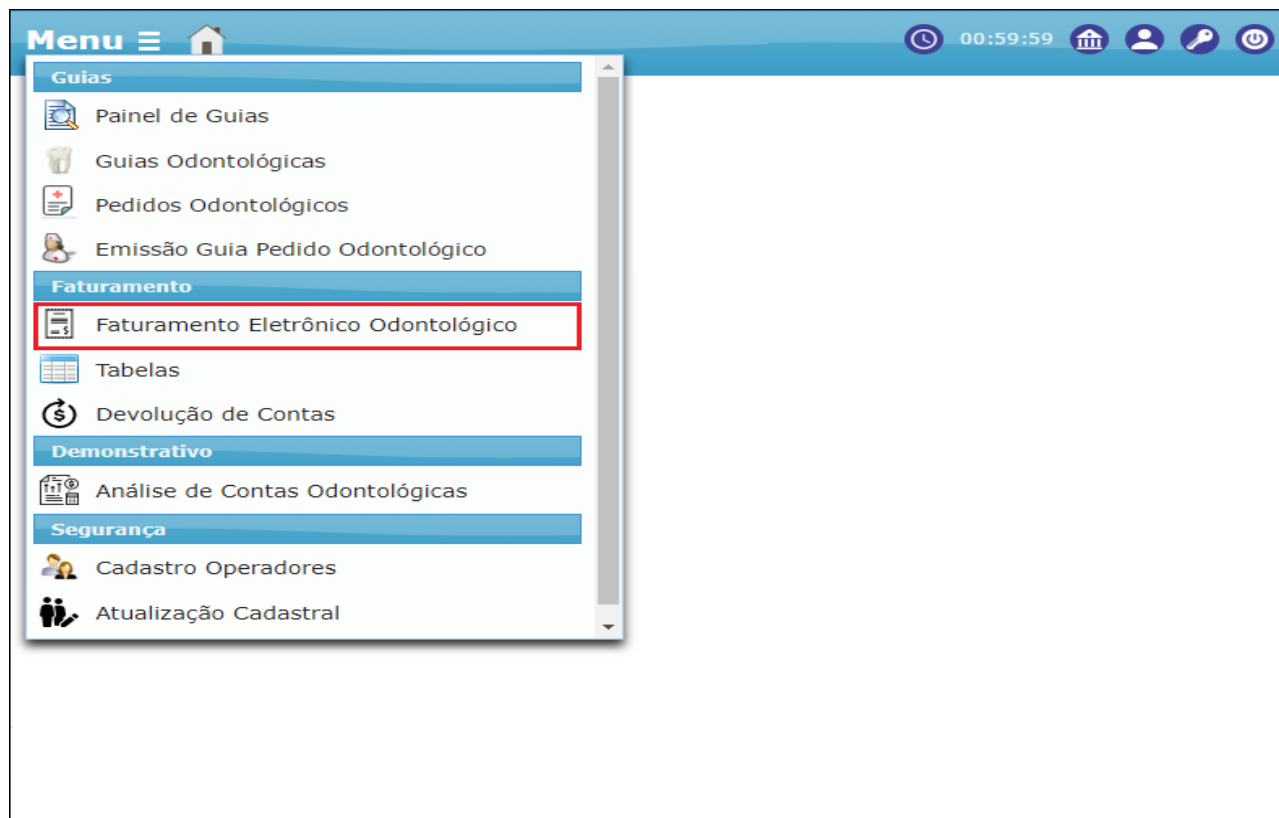 Menu
00:59:59
Guias
Painel de Guias
Guias Odontológicas
Pedidos Odontológicos
Emissão Guia Pedido Odontológico
Faturamento
Faturamento Eletrônico Odontológico
Tabelas
Devolução de Contas
Demonstrativo
Análise de Contas Odontológicas
Segurança
Cadastro Operadores
Atualização Cadastral